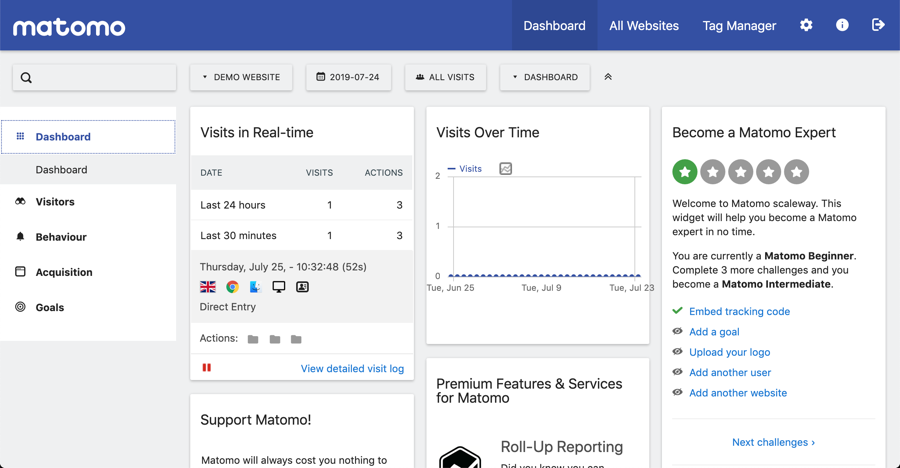 matomo
Dashboard
All Websites
Tag Manager
DEMO WEBSITE
2019-07-24
ALL VISITS
DASHBOARD
Dashboard
Dashboard
Visitors
Behaviour
Acquisition
Goals
Visits in Real-time
DATE VISITS ACTIONS
Last 24 hours 1 3
Last 30 minutes 1 3
Thursday, July 25, - 10:32:48 (52s)
Direct Entry
Actions:
View detailed visit log
Support Matomo!
Matomo will always cost you nothing to
Visits Over Time
Visits
2
1
0
Tue, Jun 25 Tue, Jul 9 Tue, Jul 23
Premium Features & Services
for Matomo
Roll-Up Reporting
Did you know you can
Become a Matomo Expert
Welcome to Matomo scaleway. This
widget will help you become a Matomo
expert in no time.
You are currently a Matomo Beginner.
Complete 3 more challenges and you
become a Matomo Intermediate.
Embed tracking code
Add a goal
Upload your logo
Add another user
Add another website
Next challenges ›